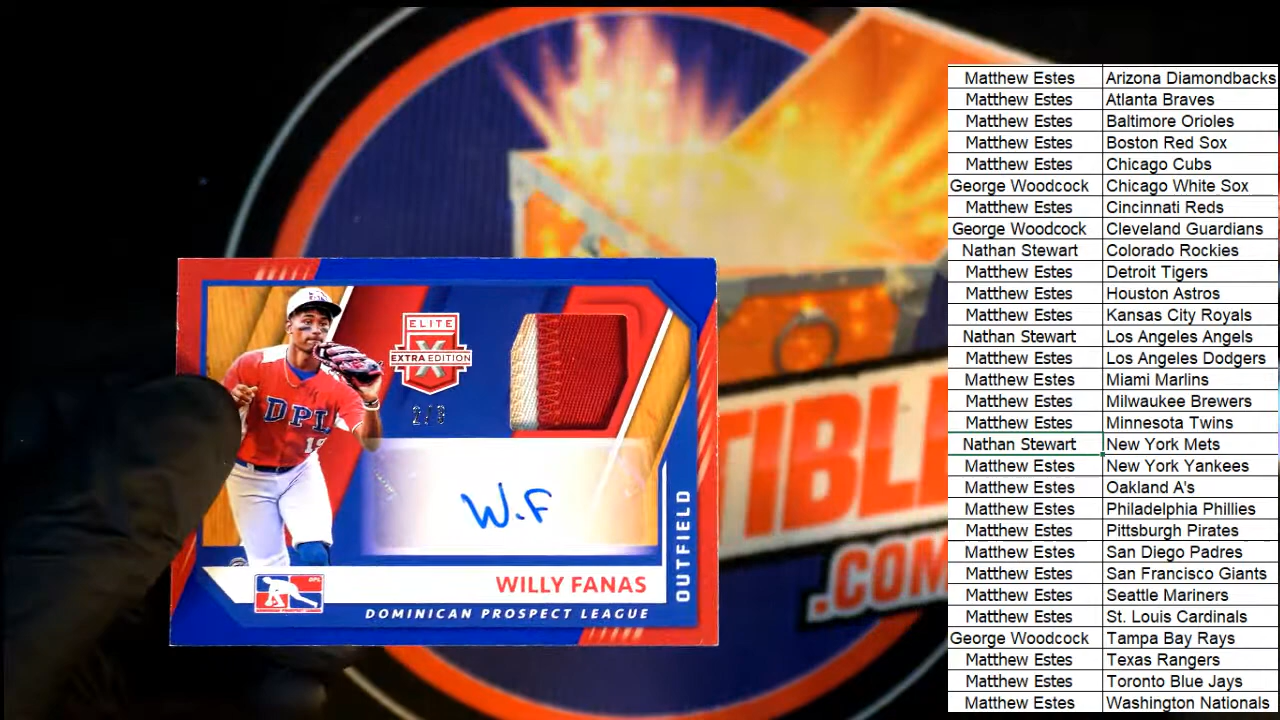 ELITE
X
EXTRA EDITION
DPL
W.F
WILLY FANAS
DOMINICAN PROSPECT LEAGUE
OUTFIELD
DPL
TIBLE
.COM
Matthew Estes Arizona Diamondbacks
Matthew Estes Atlanta Braves
Matthew Estes Baltimore Orioles
Matthew Estes Boston Red Sox
Matthew Estes Chicago Cubs
George Woodcock Chicago White Sox
Matthew Estes Cincinnati Reds
George Woodcock Cleveland Guardians
Nathan Stewart Colorado Rockies
Matthew Estes Detroit Tigers
Matthew Estes Houston Astros
Matthew Estes Kansas City Royals
Nathan Stewart Los Angeles Angels
Matthew Estes Los Angeles Dodgers
Matthew Estes Miami Marlins
Matthew Estes Milwaukee Brewers
Matthew Estes Minnesota Twins
Nathan Stewart New York Mets
Matthew Estes New York Yankees
Matthew Estes Oakland A's
Matthew Estes Philadelphia Phillies
Matthew Estes Pittsburgh Pirates
Matthew Estes San Diego Padres
Matthew Estes San Francisco Giants
Matthew Estes Seattle Mariners
Matthew Estes St. Louis Cardinals
George Woodcock Tampa Bay Rays
Matthew Estes Texas Rangers
Matthew Estes Toronto Blue Jays
Matthew Estes Washington Nationals